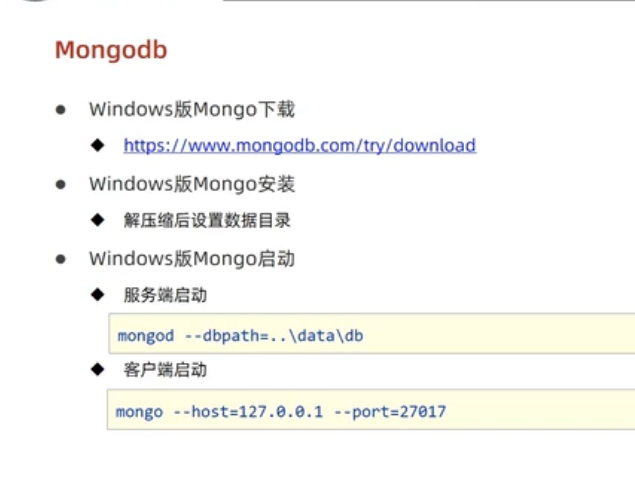 Mongodb
Windows版Mongo下载
https://www.mongodb.com/try/download
Windows版Mongo安装
解压缩后设置数据目录
Windows版Mongo启动
服务端启动
mongod --dbpath=..\data\db
客户端启动
mongo --host=127.0.0.1 --port=27017